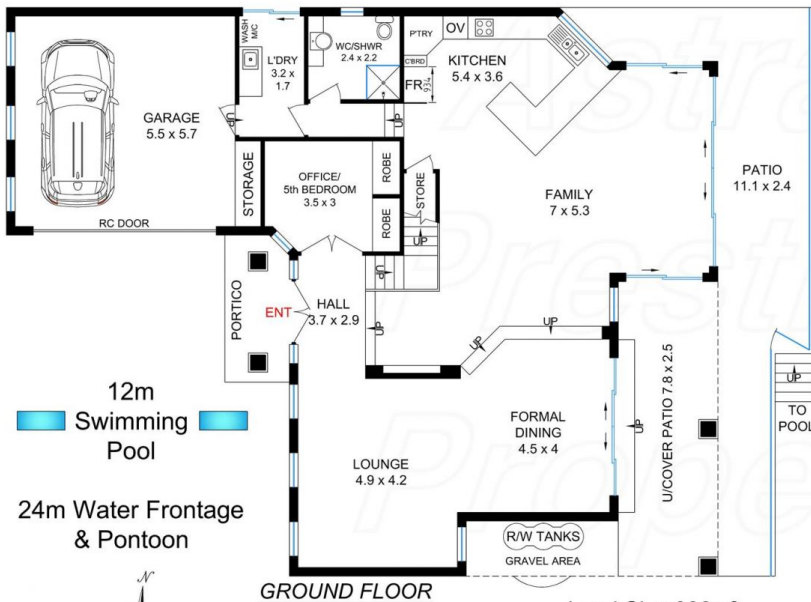 WASH
M/C
L'DRY
3.2 x
1.7
WC/SHWR
2.4 x 2.2
P'TRY
OV
C'BRD
FR
934
KITCHEN
5.4 x 3.6
GARAGE
5.5 x 5.7
UP
UP
STORAGE
OFFICE/
5th BEDROOM
3.5 x 3
ROBE
ROBE
STORE
UP
FAMILY
7 x 5.3
PATIO
11.1 x 2.4
RC DOOR
PORTICO
ENT
HALL
3.7 x 2.9
UP
UP
UP
UP
UP
U/COVER PATIO 7.8 x 2.5
UP
TO
POOL
12m
Swimming
Pool
FORMAL
DINING
4.5 x 4
LOUNGE
4.9 x 4.2
24m Water Frontage
& Pontoon
R/W TANKS
GRAVEL AREA
N
GROUND FLOOR
Astra
Prestig
Prope